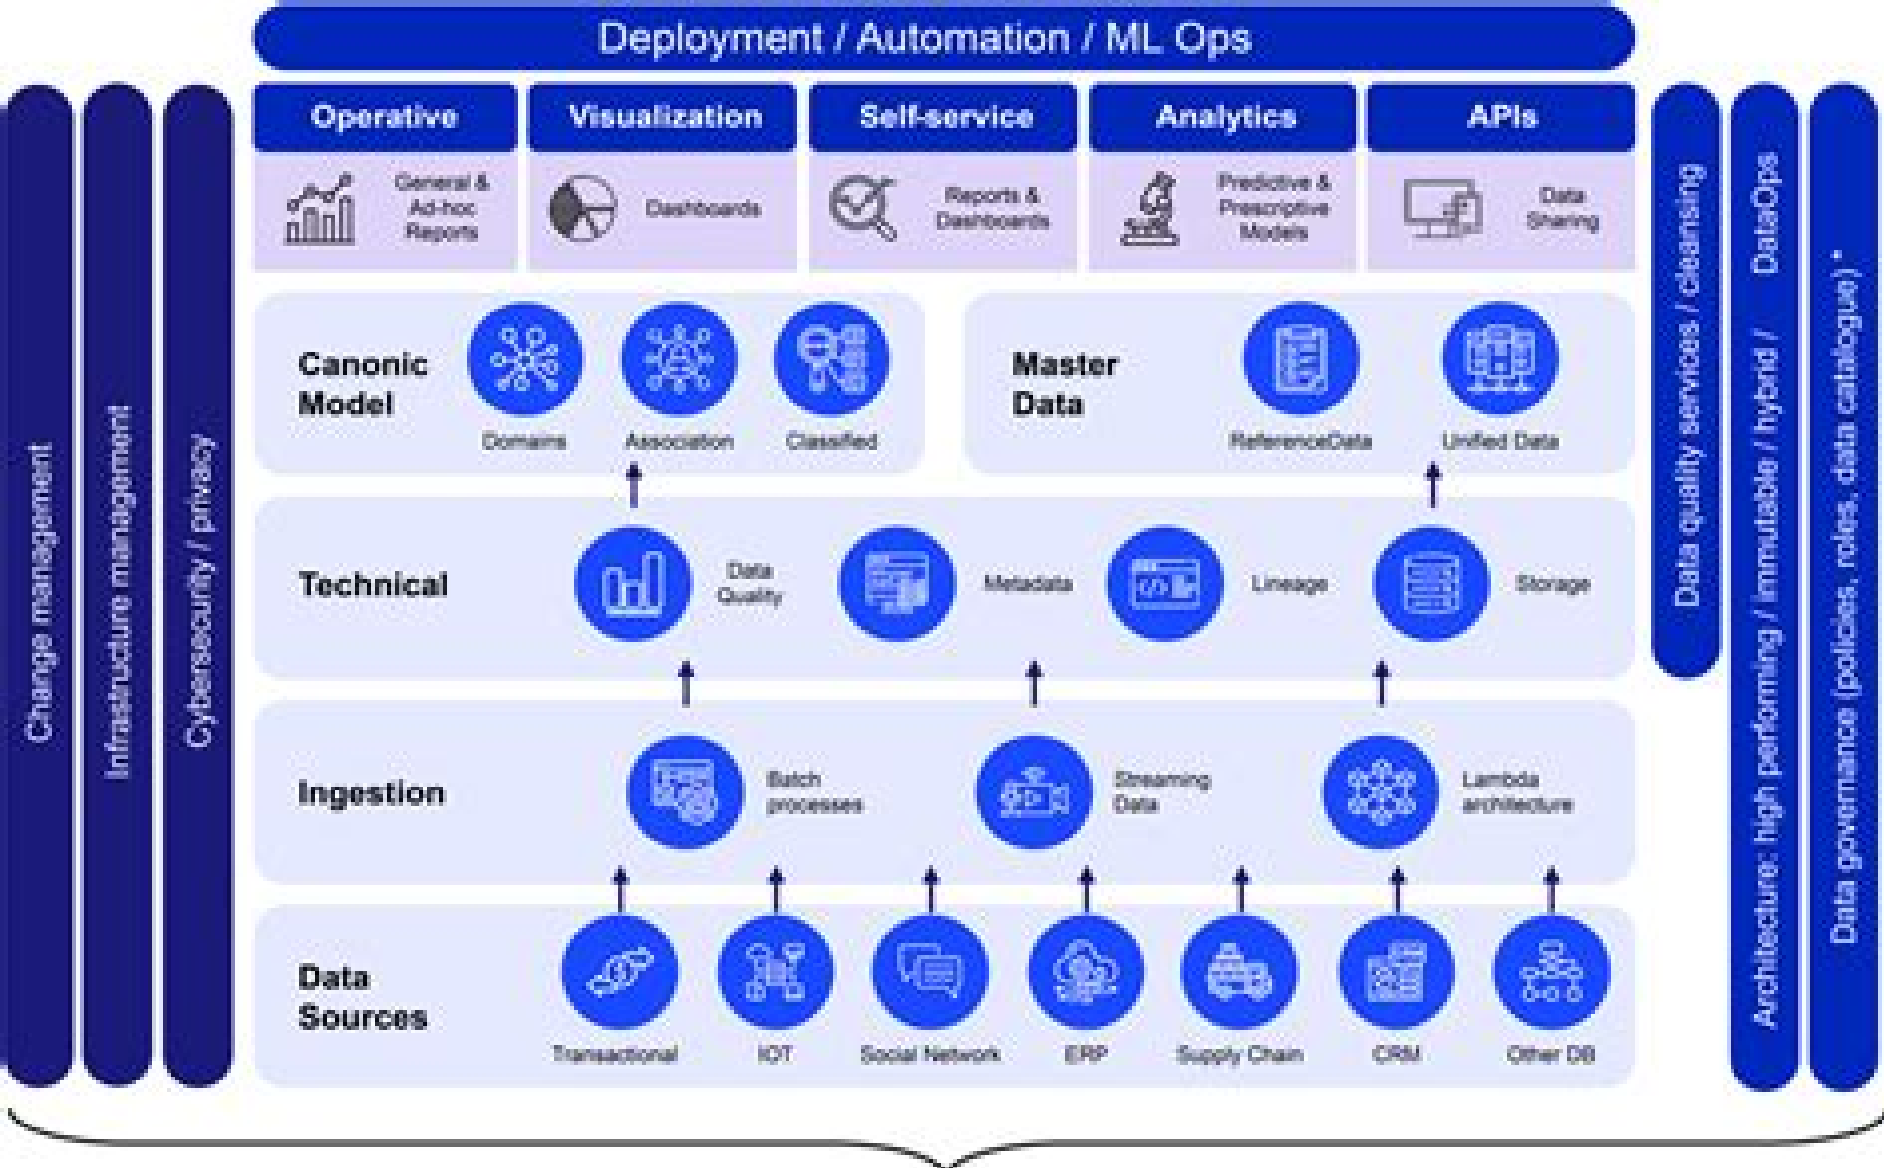 Deployment / Automation / ML Ops
Change management
Infrastructure management
Cybersecurity / privacy
Operative
Visualization
Self-service
Analytics
APIs
General &
Ad-hoc
Reports
Dashboards
Reports &
Dashboards
Predictive &
Prescriptive
Models
Data
Sharing
Canonic
Model
Domains
Association
Classified
Master
Data
ReferenceData
Unified Data
Technical
Data
Quality
Metadata
Lineage
Storage
Ingestion
Batch
processes
Streaming
Data
Lambda
architecture
Data
Sources
Transactional
IOT
Social Network
ERP
Supply Chain
CRM
Other DB
Data quality services / cleansing
Architecture: high performing / immutable / hybrid / DataOps
Data governance (policies, roles, data catalogue) *